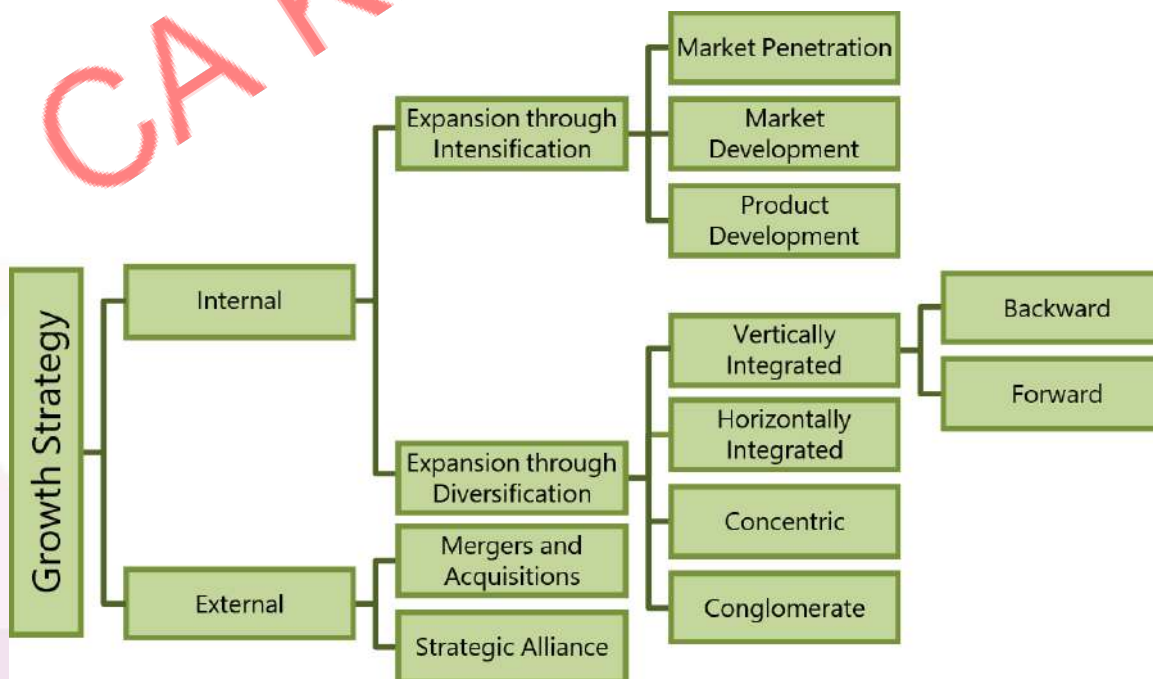 CA
Growth Strategy
Internal
External
Expansion through
Intensification
Expansion through
Diversification
Mergers and
Acquisitions
Strategic Alliance
Market Penetration
Market
Development
Product
Development
Vertically
Integrated
Horizontally
Integrated
Concentric
Conglomerate
Backward
Forward